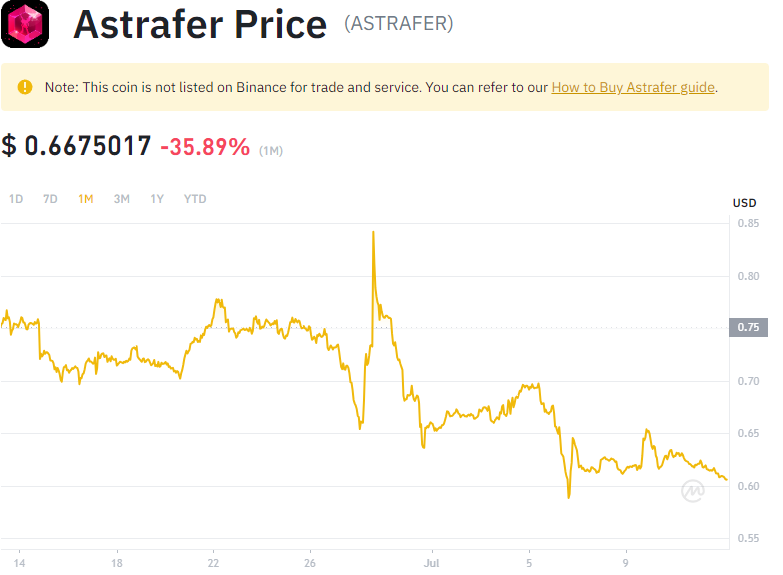 Astrafer Price (ASTRAFER)
Note: This coin is not listed on Binance for trade and service. You can refer to our How to Buy Astrafer guide.
$ 0.6675017 -35.89% (1M)
1D 7D 1M 3M 1Y YTD
USD
0.85
0.80
0.75
0.70
0.65
0.60
0.55
14 18 22 26 Jul 5 9